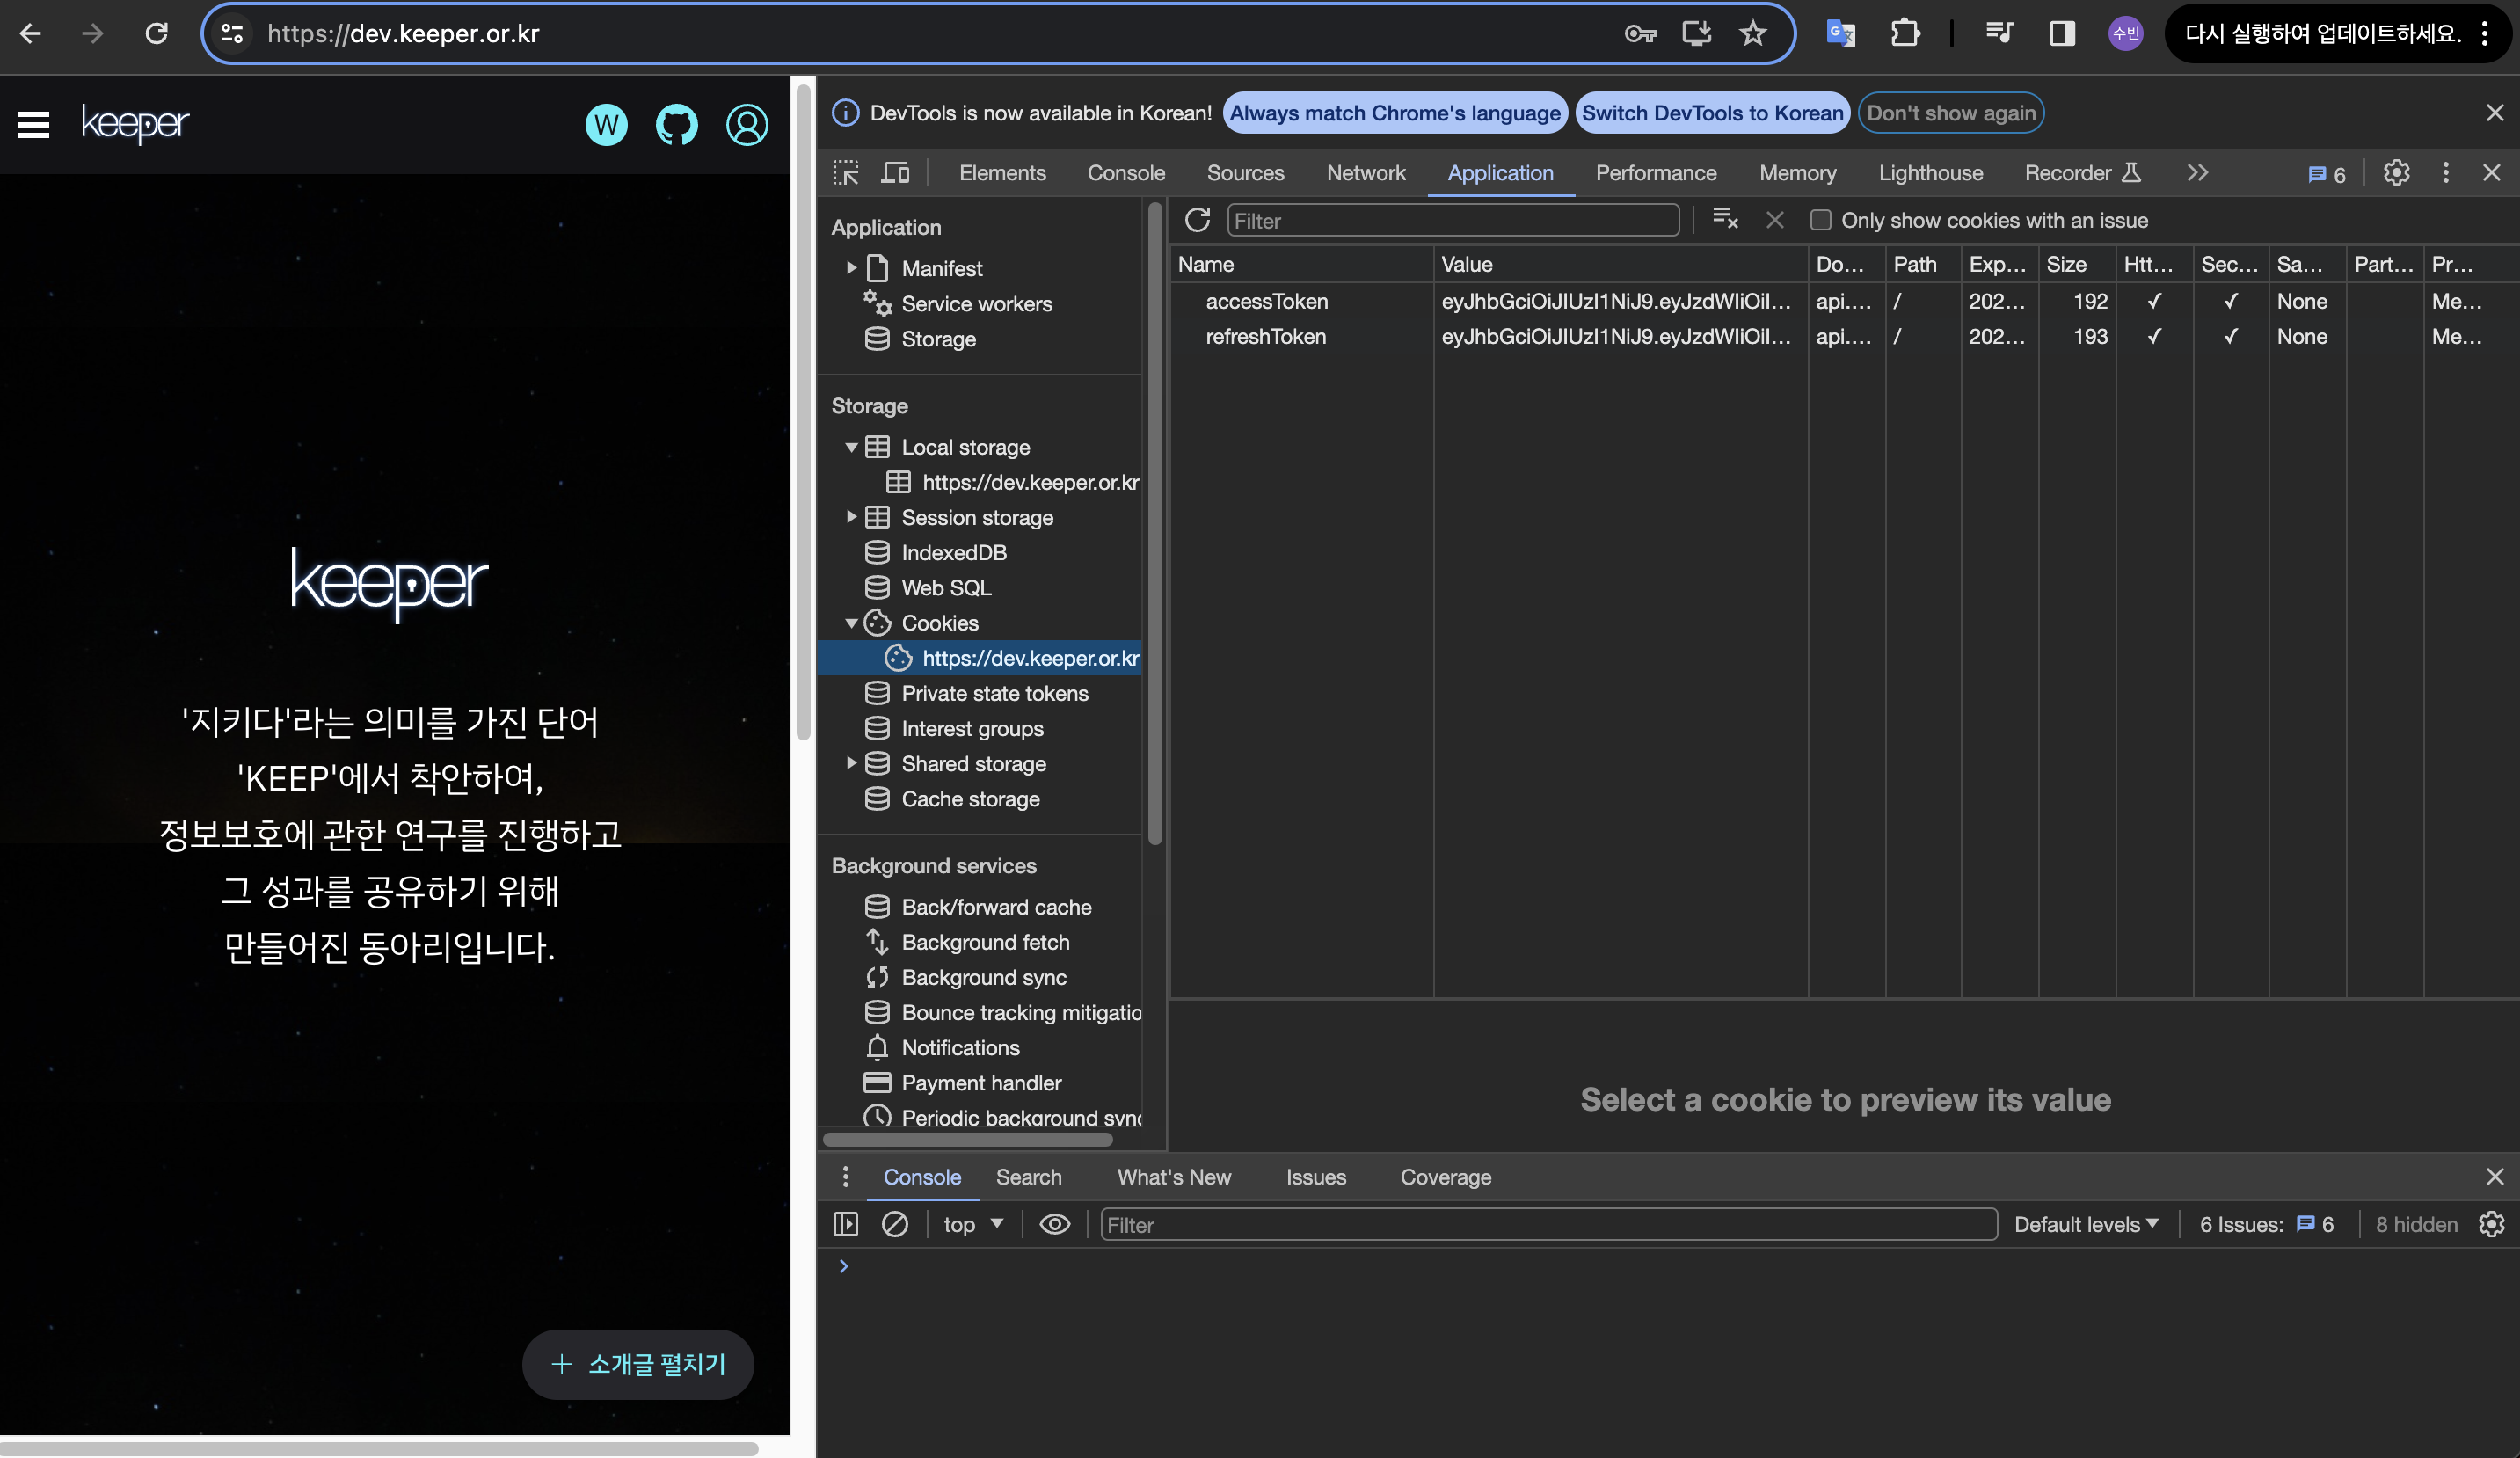 https://dev.keeper.or.kr
수빈
다시 실행하여 업데이트하세요.
keeper
W
keeper
'지키다'라는 의미를 가진 단어
'KEEP'에서 착안하여,
정보보호에 관한 연구를 진행하고
그 성과를 공유하기 위해
만들어진 동아리입니다.
+ 소개글 펼치기
DevTools is now available in Korean! Always match Chrome's language Switch DevTools to Korean Don't show again
Elements Console Sources Network Application Performance Memory Lighthouse Recorder 6
Application
Manifest
Service workers
Storage
Storage
Local storage
https://dev.keeper.or.kr
Session storage
IndexedDB
Web SQL
Cookies
https://dev.keeper.or.kr
Private state tokens
Interest groups
Shared storage
Cache storage
Background services
Back/forward cache
Background fetch
Background sync
Bounce tracking mitigatio
Notifications
Payment handler
Periodic background sync
Filter Only show cookies with an issue
Name Value Do... Path Exp... Size Htt... Sec... Sa... Part... Pr...
accessToken eyJhbGciOiJIUzI1NiJ9.eyJzdWIiOiI... api.... / 202... 192 ✓ ✓ None Me...
refreshToken eyJhbGciOiJIUzI1NiJ9.eyJzdWIiOiI... api.... / 202... 193 ✓ ✓ None Me...
Select a cookie to preview its value
Console Search What's New Issues Coverage
top Filter Default levels 6 Issues: 6 8 hidden